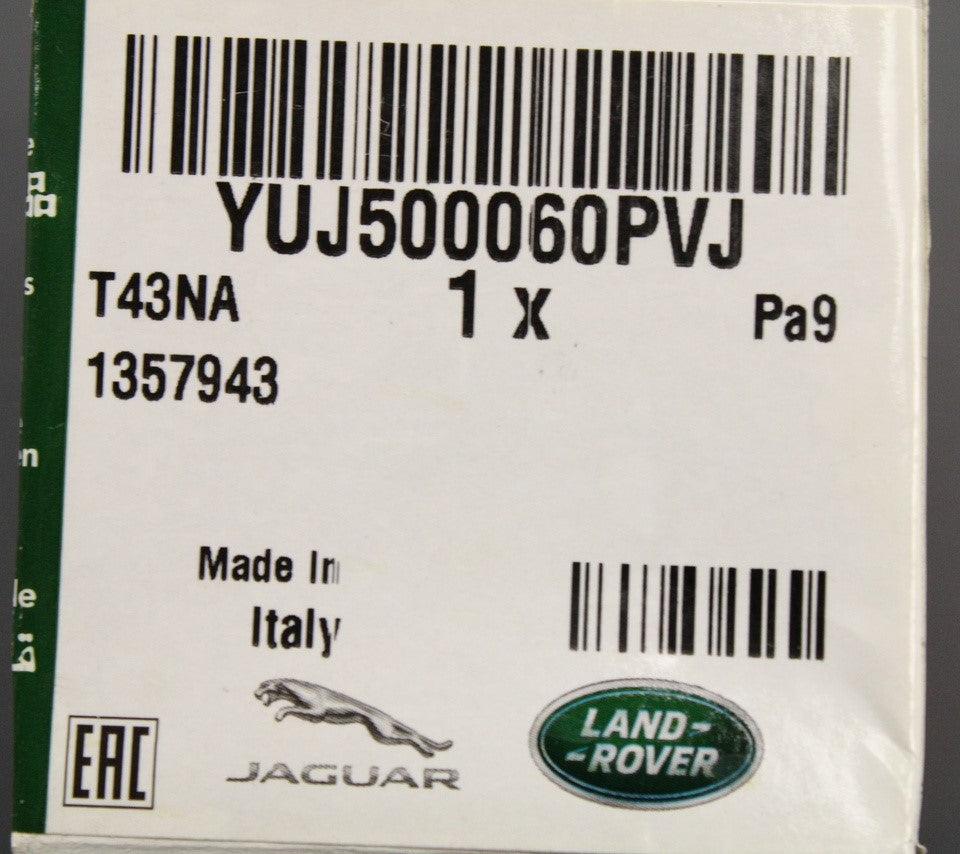 YUJ500060PVJ
T43NA 1 x Pa9
1357943
Made In
Italy
EAC
JAGUAR
LAND-
-ROVER